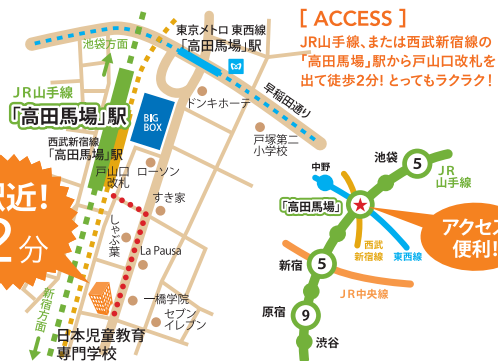 [ ACCESS ]
JR山手線、または西武新宿線の
「高田馬場」駅から戸山口改札を
出て徒歩2分! とってもラクラク!
池袋方面
東京メトロ 東西線
「高田馬場」駅
JR山手線
「高田馬場」駅
BIG
BOX
ドンキホーテ
早稲田通り
戸塚第二
小学校
西武新宿線
「高田馬場」駅
戸山口
改札
ローソン
すき家
しゃぶ葉
La Pausa
駅近!
2分
新宿方面
一橋学院
セブン
イレブン
日本児童教育
専門学校
中野
池袋
5
JR
山手線
「高田馬場」
西武
新宿線
東西線
アクセス
便利!
新宿
5
JR中央線
原宿
9
渋谷